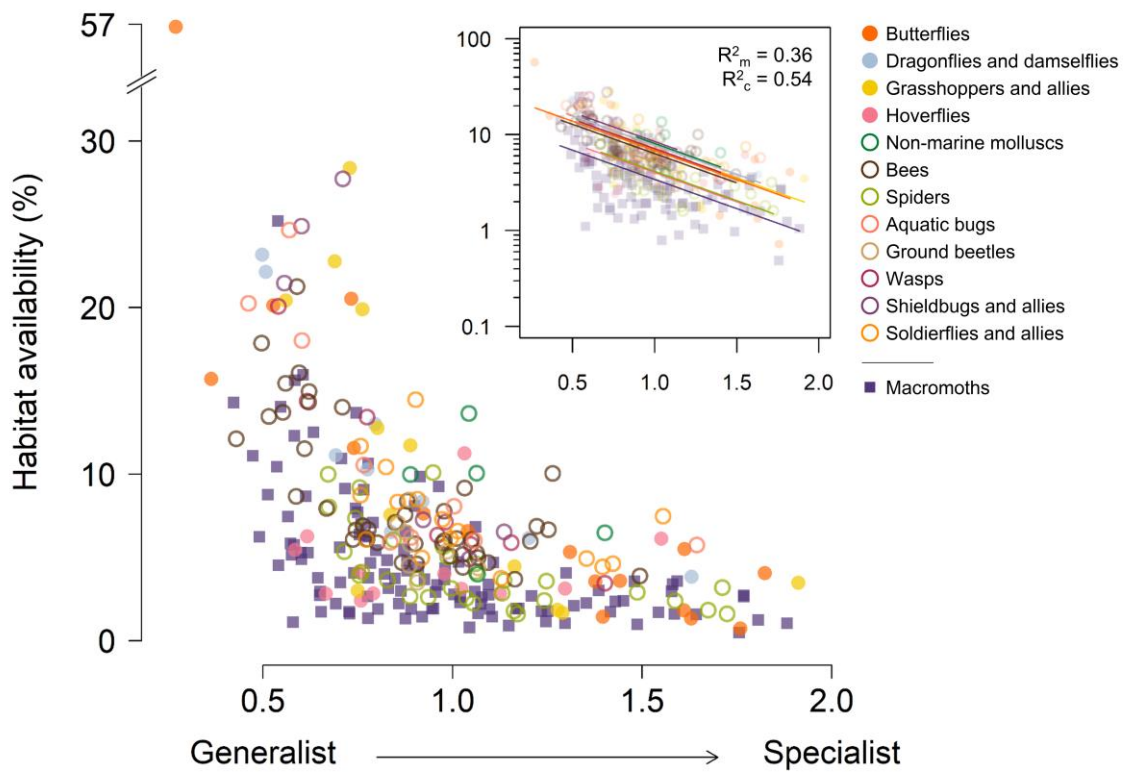 57
30
20
10
0
Habitat availability (%)
0.5 1.0 1.5 2.0
Generalist Specialist
100
10
1
0.1
0.5 1.0 1.5 2.0
R²m = 0.36
R²c = 0.54
Butterflies
Dragonflies and damselflies
Grasshoppers and allies
Hoverflies
Non-marine molluscs
Bees
Spiders
Aquatic bugs
Ground beetles
Wasps
Shieldbugs and allies
Soldierflies and allies
Macromoths